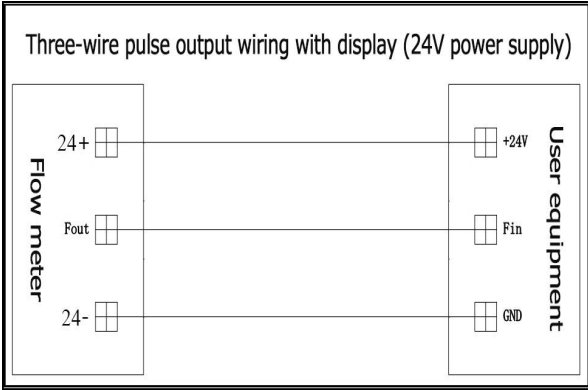 Three-wire pulse output wiring with display (24V power supply)
Flow meter
24+
Fout
24-
+24V
Fin
GND
User equipment